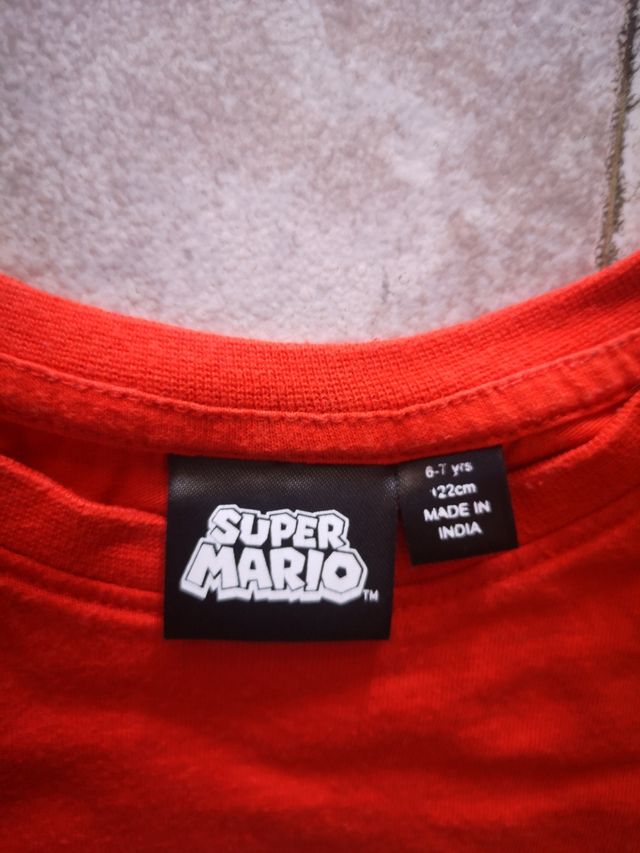 SUPER
MARIO
TM
6-7 yrs
122cm
MADE IN
INDIA